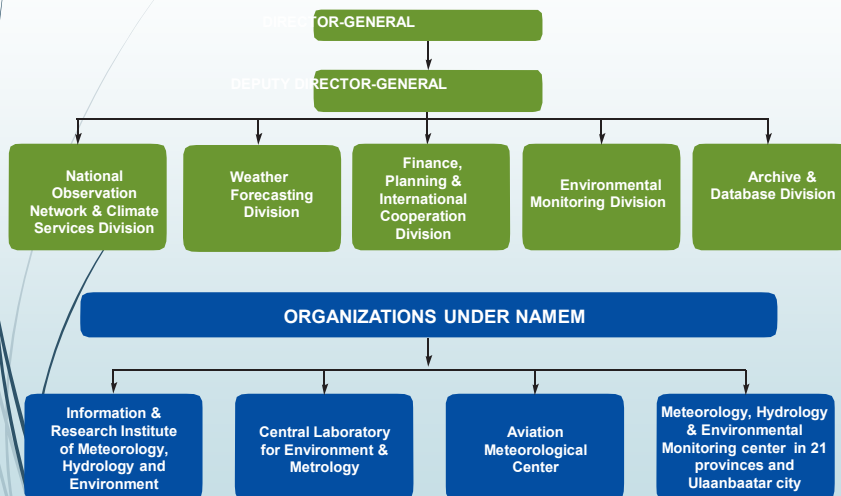 DIRECTOR-GENERAL
DEPUTY DIRECTOR-GENERAL
National
Observation
Network & Climate
Services Division
Weather
Forecasting
Division
Finance,
Planning &
International
Cooperation
Division
Environmental
Monitoring Division
Archive &
Database Division
ORGANIZATIONS UNDER NAMEM
Information &
Research Institute
of Meteorology,
Hydrology and
Environment
Central Laboratory
for Environment &
Metrology
Aviation
Meteorological
Center
Meteorology, Hydrology
& Environmental
Monitoring center in 21
provinces and
Ulaanbaatar city